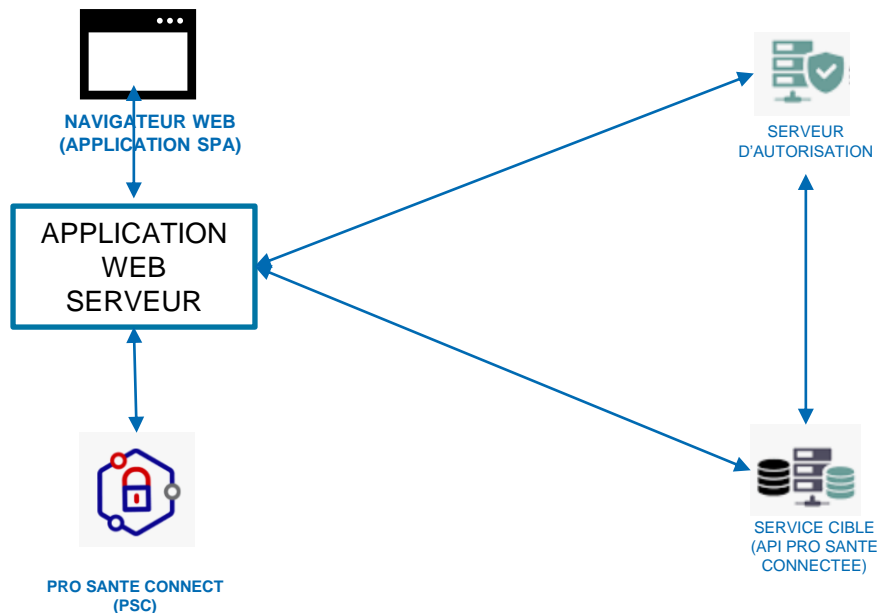 NAVIGATEUR WEB
(APPLICATION SPA)
SERVEUR
D'AUTORISATION
APPLICATION
WEB
SERVEUR
SERVICE CIBLE
(API PRO SANTE
CONNECTEE)
PRO SANTE CONNECT
(PSC)